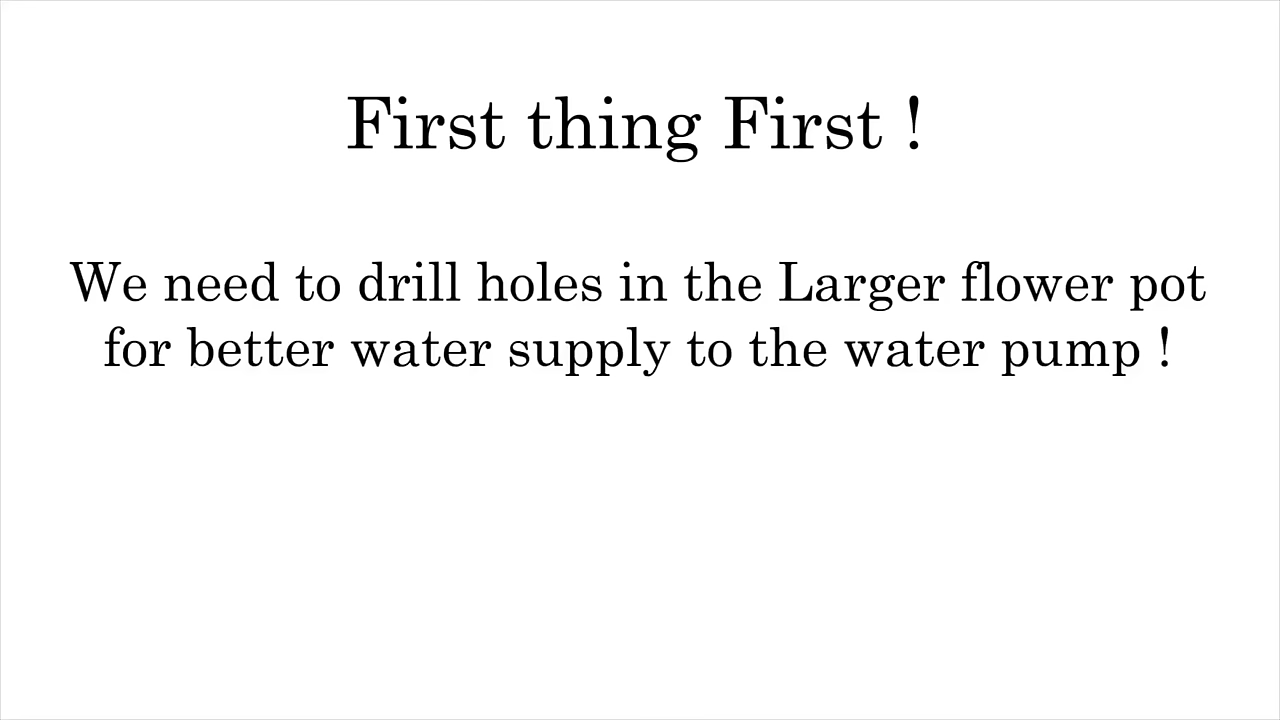 First thing First !
We need to drill holes in the Larger flower pot
for better water supply to the water pump !